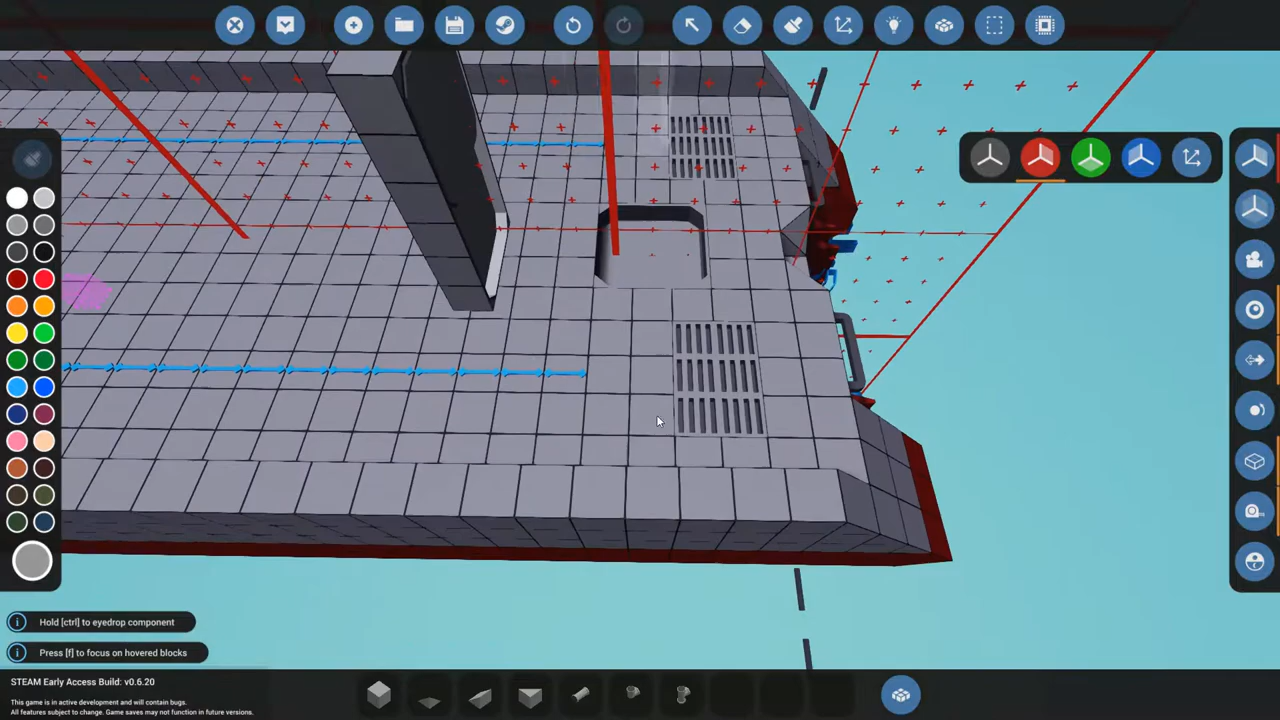 Hold [ctrl] to eyedrop component
Press [f] to focus on hovered blocks
STEAM Early Access Build: v0.6.20
This game is in active development and will contain bugs.
All features subject to change. Game saves may not function in future versions.